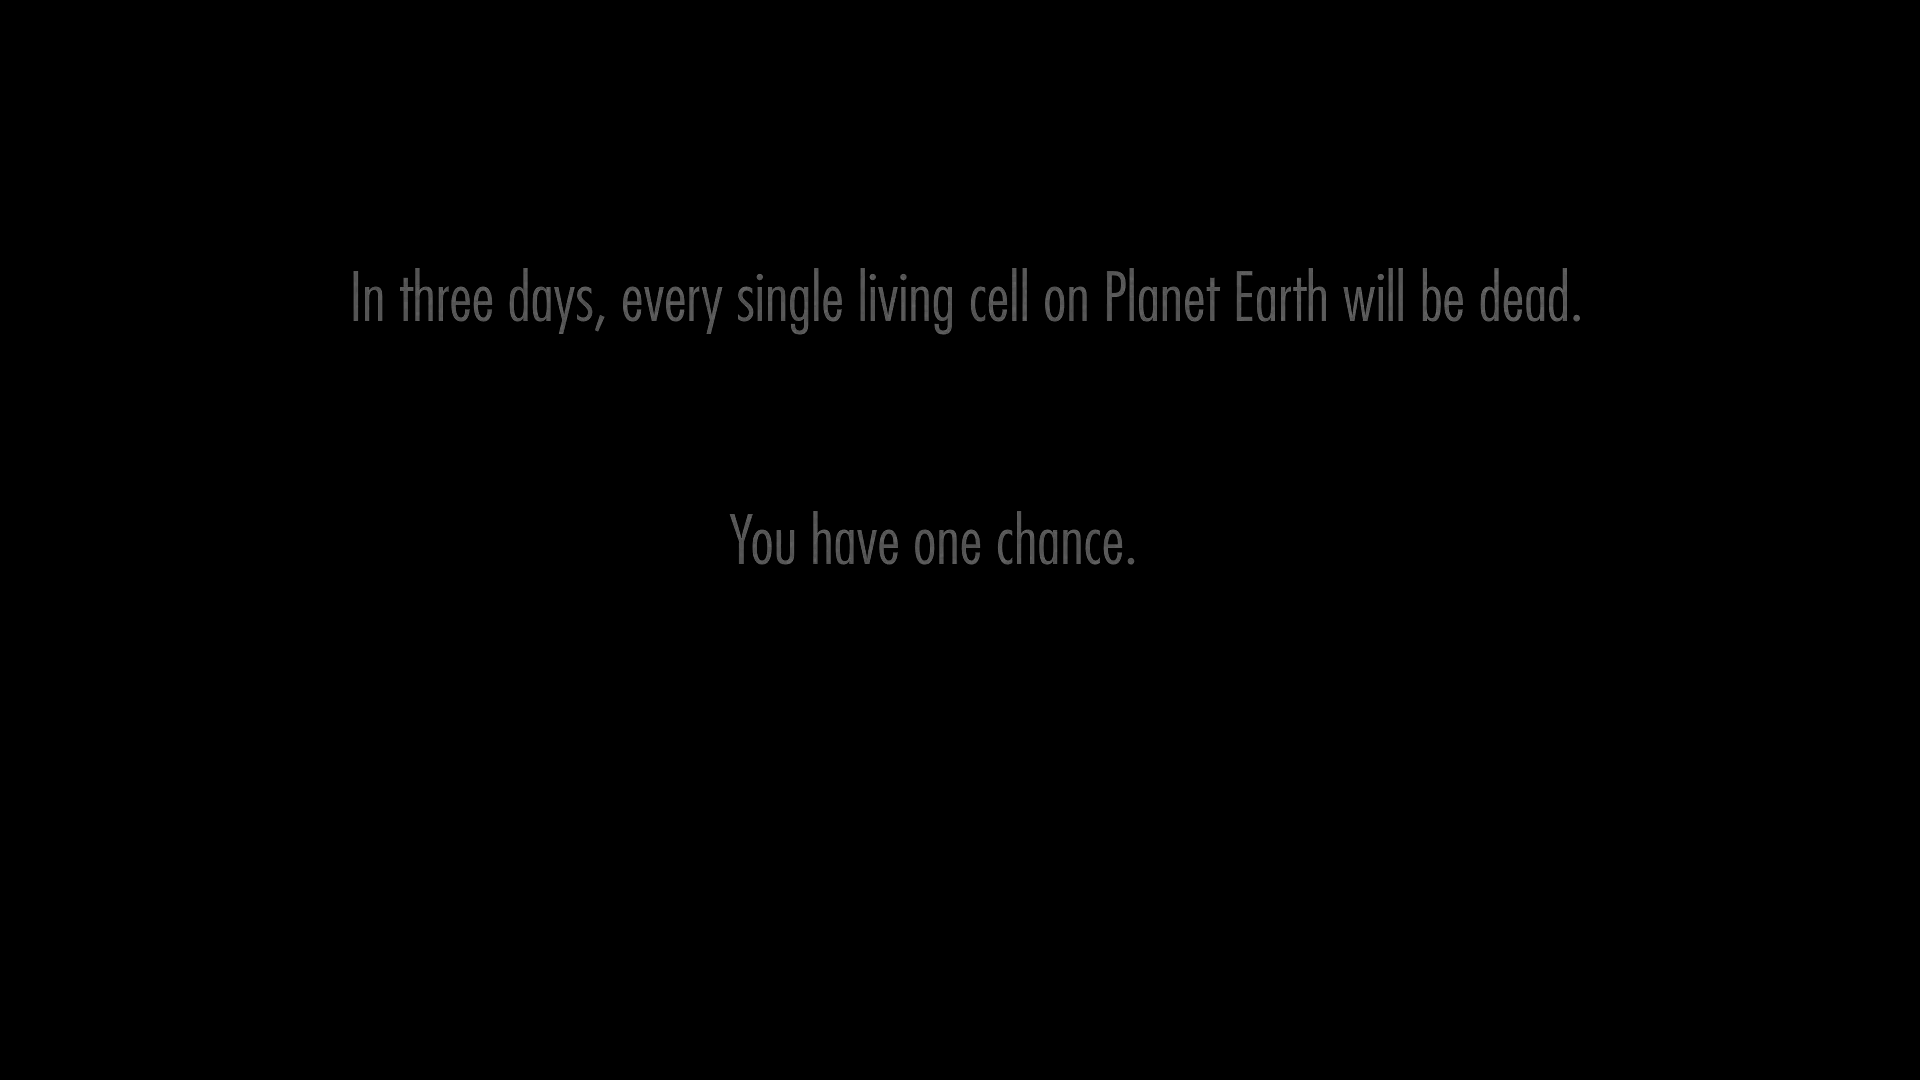 In three days, every single living cell on Planet Earth will be dead.
You have one chance.